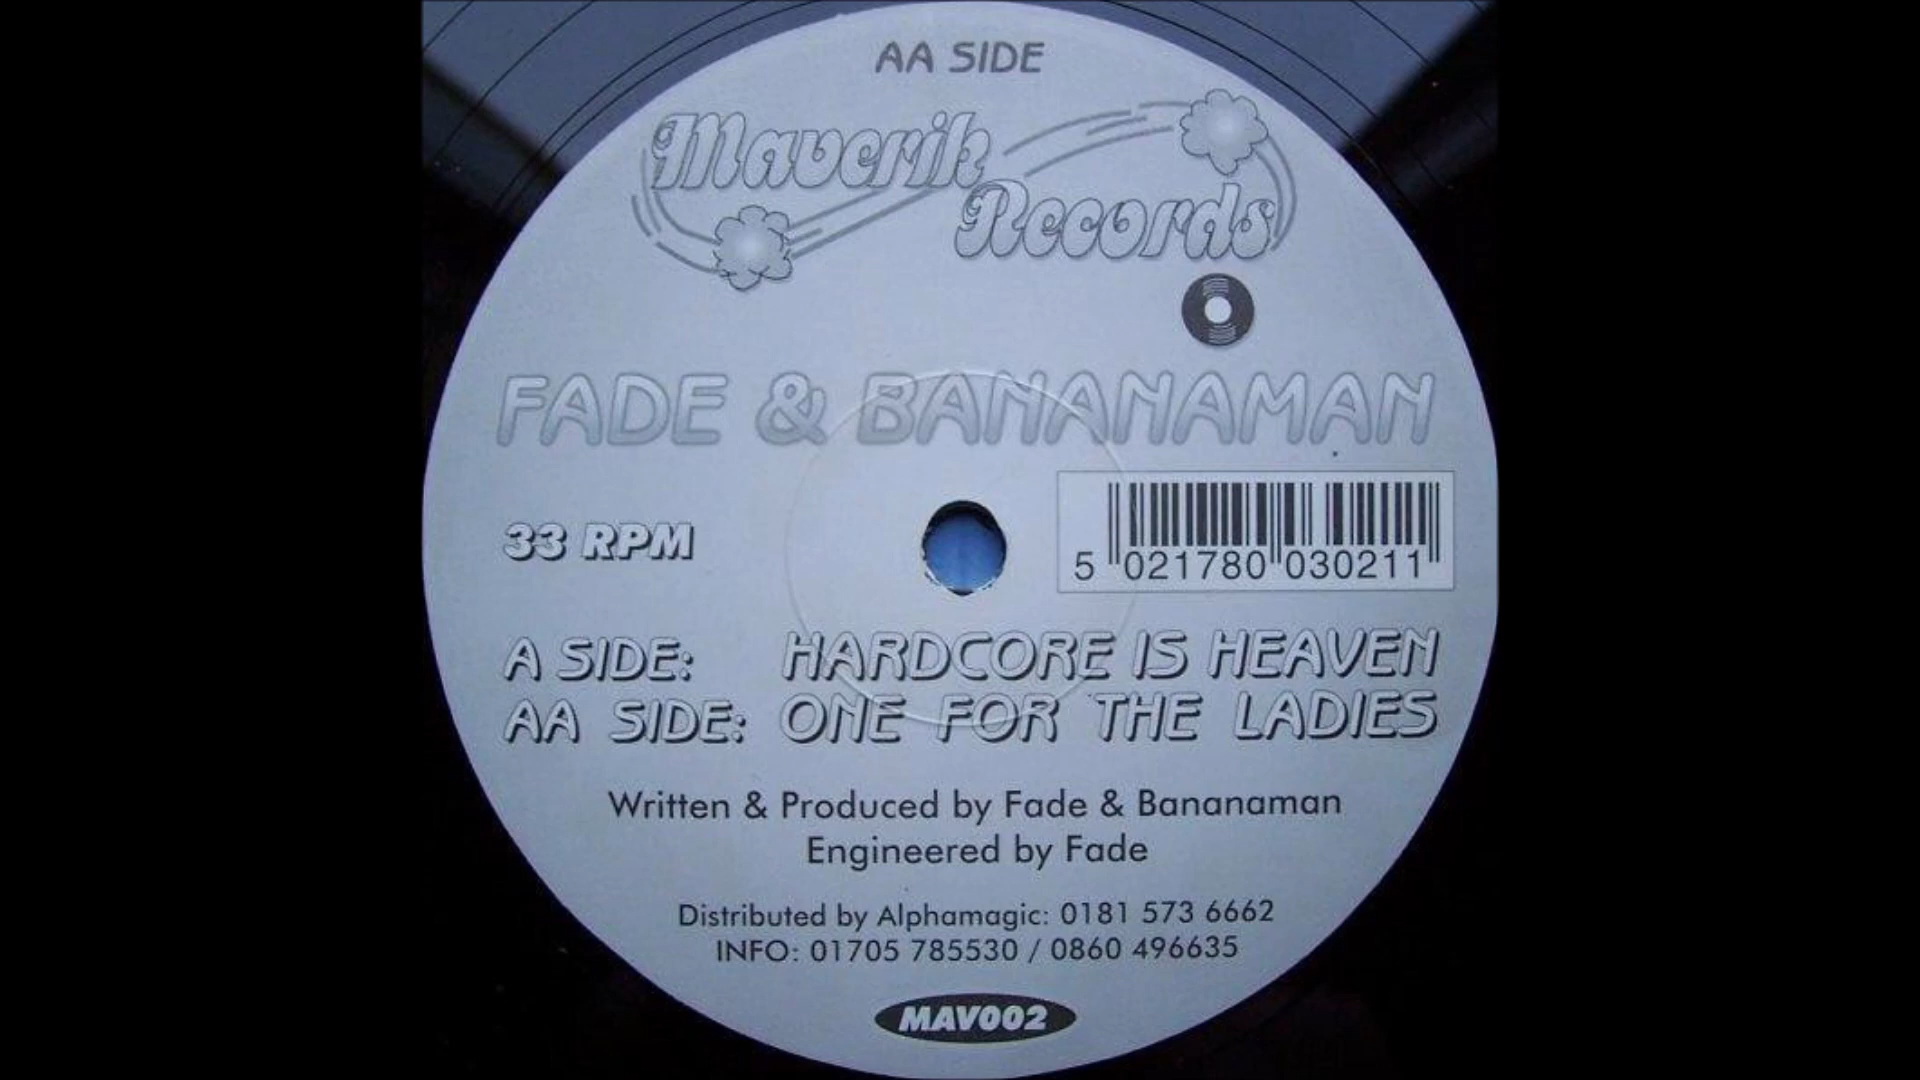 AA SIDE
Maverik
Records
FADE & BANANAMAN
33 RPM
5 021780 030211
A SIDE: HARDCORE IS HEAVEN
AA SIDE: ONE FOR THE LADIES
Written & Produced by Fade & Bananaman
Engineered by Fade
Distributed by Alphamagic: 0181 573 6662
INFO: 01705 785530 / 0860 496635
MAV002